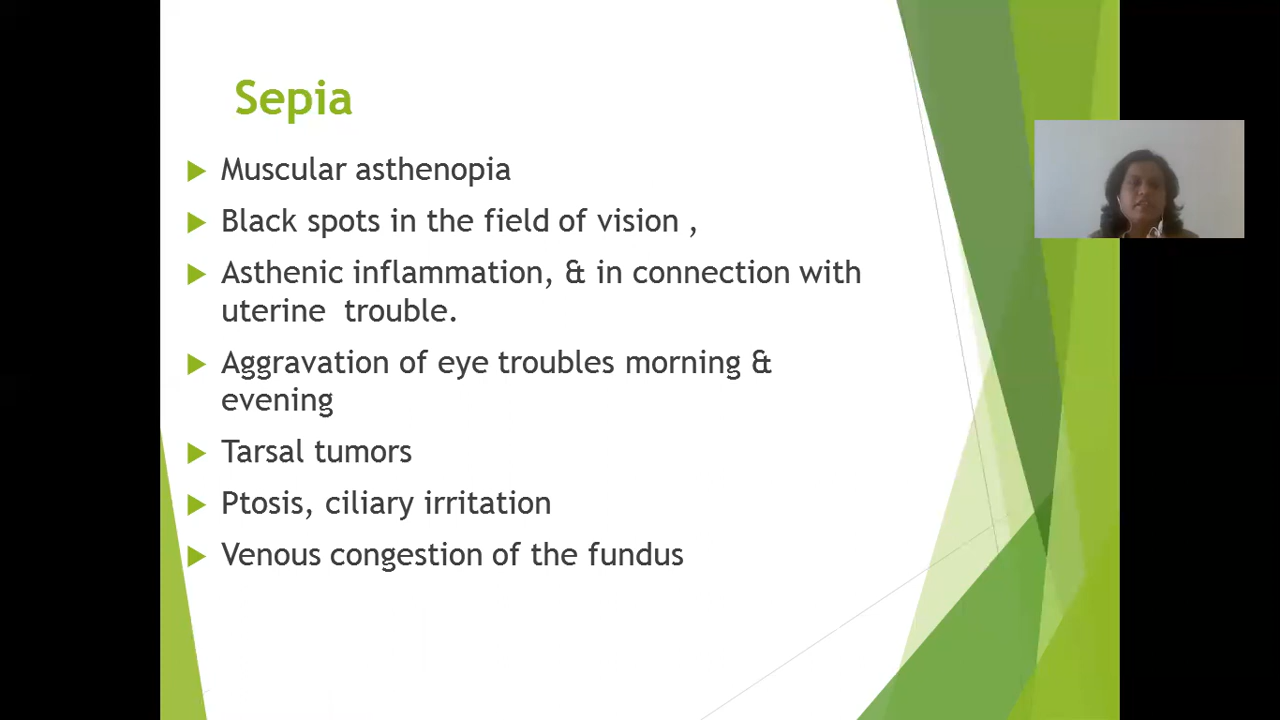 Sepia
Muscular asthenopia
Black spots in the field of vision ,
Asthenic inflammation, & in connection with
uterine trouble.
Aggravation of eye troubles morning &
evening
Tarsal tumors
Ptosis, ciliary irritation
Venous congestion of the fundus